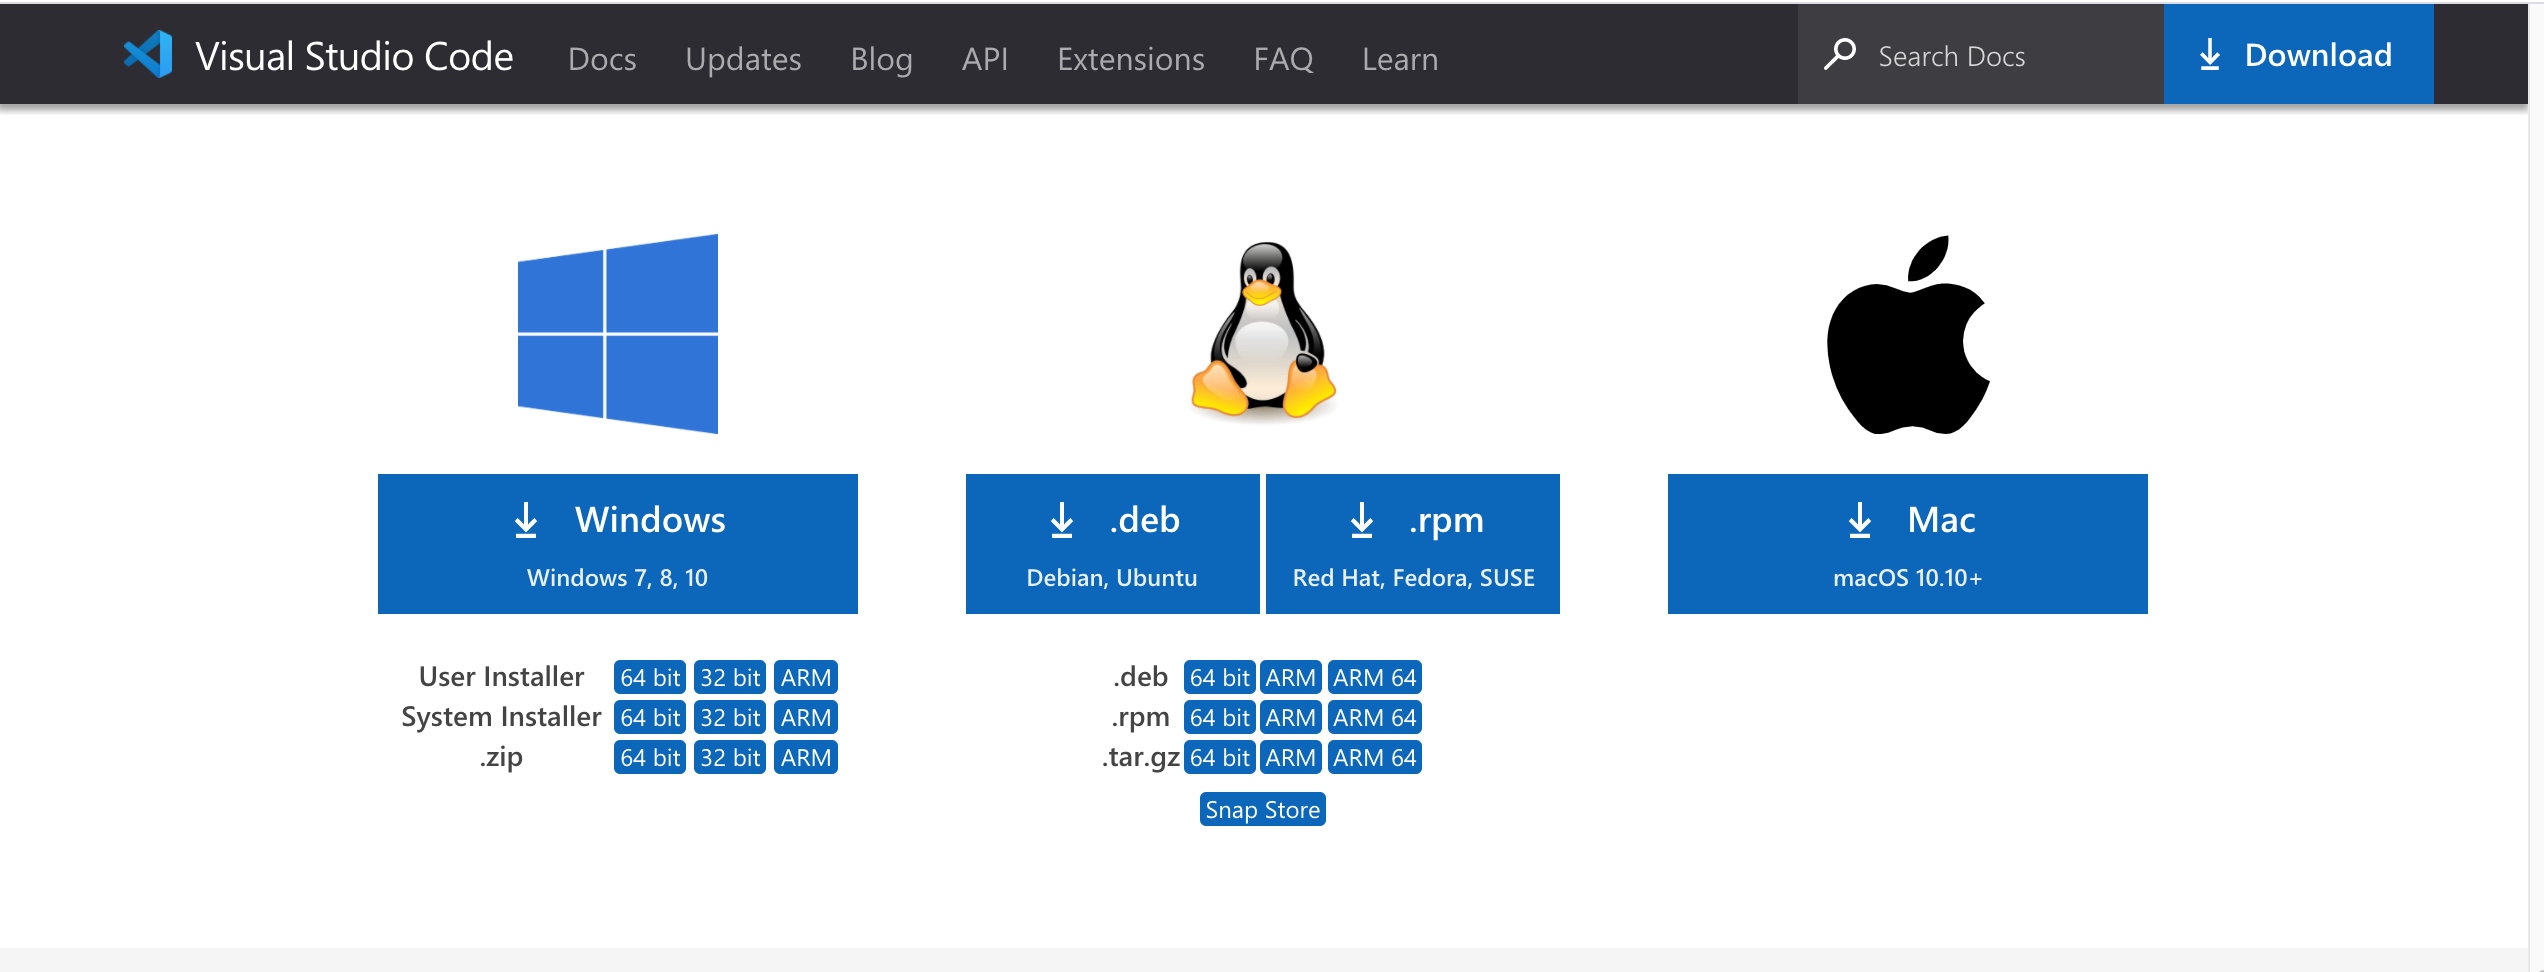 Visual Studio Code Docs Updates Blog API Extensions FAQ Learn Search Docs Download
Windows
Windows 7, 8, 10
User Installer 64 bit 32 bit ARM
System Installer 64 bit 32 bit ARM
.zip 64 bit 32 bit ARM
.deb .rpm
Debian, Ubuntu Red Hat, Fedora, SUSE
.deb 64 bit ARM ARM 64
.rpm 64 bit ARM ARM 64
.tar.gz 64 bit ARM ARM 64
Snap Store
Mac
macOS 10.10+